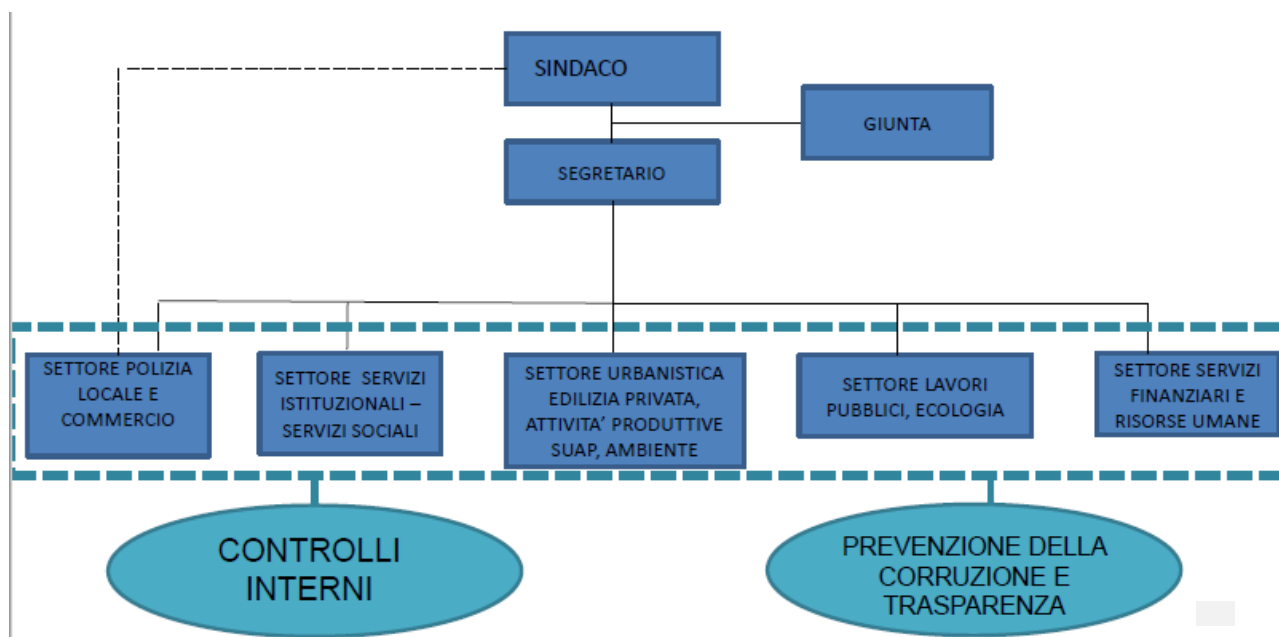 SINDACO
GIUNTA
SEGRETARIO
SETTORE POLIZIA
LOCALE E
COMMERCIO
SETTORE SERVIZI
ISTITUZIONALI –
SERVIZI SOCIALI
SETTORE URBANISTICA
EDILIZIA PRIVATA,
ATTIVITA’ PRODUTTIVE
SUAP, AMBIENTE
SETTORE LAVORI
PUBBLICI, ECOLOGIA
SETTORE SERVIZI
FINANZIARI E
RISORSE UMANE
CONTROLLI
INTERNI
PREVENZIONE DELLA
CORRUZIONE E
TRASPARENZA